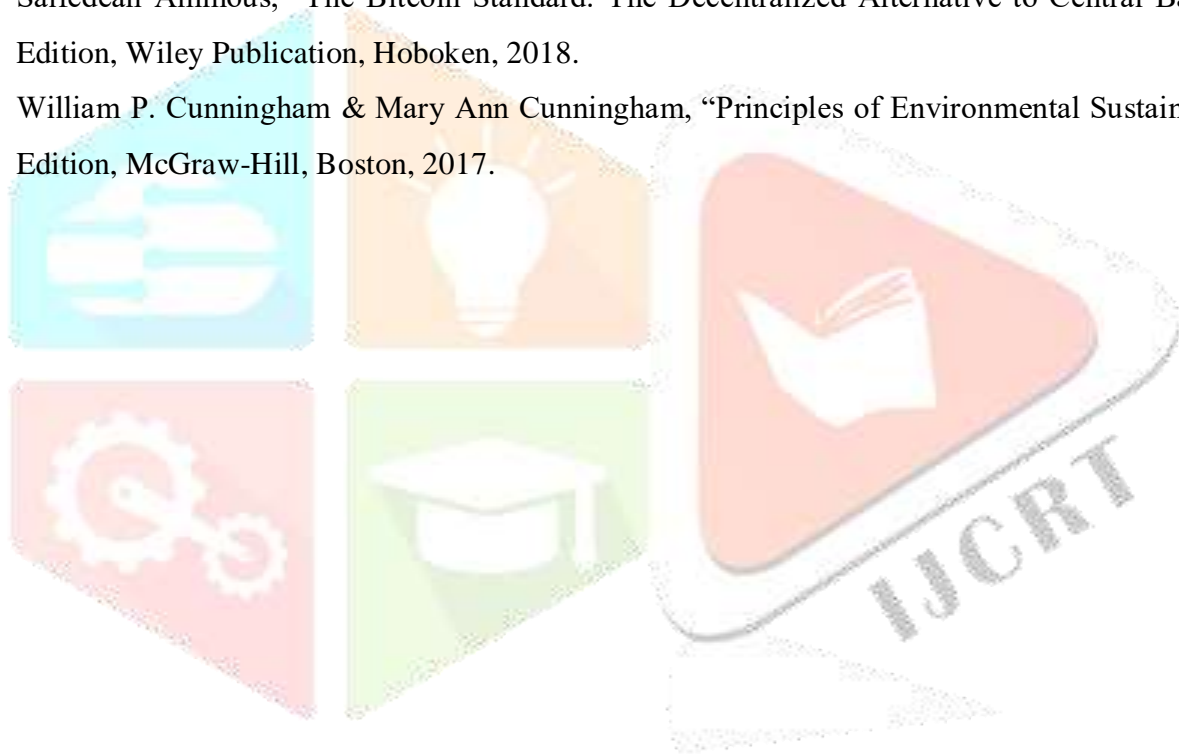 Saifedean Ammous, “The Bitcoin Standard: The Decentralized Alternative to Central Ba
Edition, Wiley Publication, Hoboken, 2018.
William P. Cunningham & Mary Ann Cunningham, “Principles of Environmental Sustain
Edition, McGraw-Hill, Boston, 2017.
IJCRT